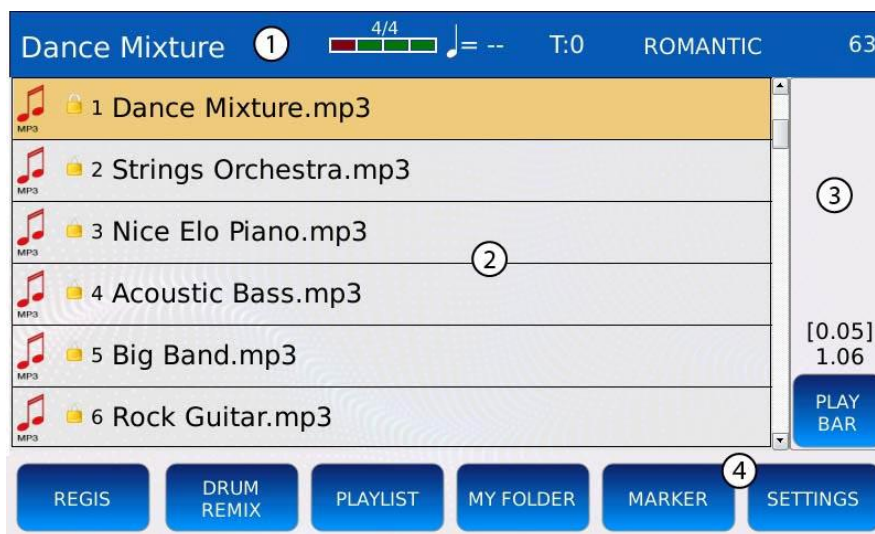 Dance Mixture 1 4/4 = -- T:0 ROMANTIC 63
MP3 1 Dance Mixture.mp3
MP3 2 Strings Orchestra.mp3
MP3 3 Nice Elo Piano.mp3
MP3 4 Acoustic Bass.mp3
MP3 5 Big Band.mp3
MP3 6 Rock Guitar.mp3
2
3
[0.05]
1.06
PLAY
BAR
4
REGIS
DRUM
REMIX
PLAYLIST
MY FOLDER
MARKER
SETTINGS